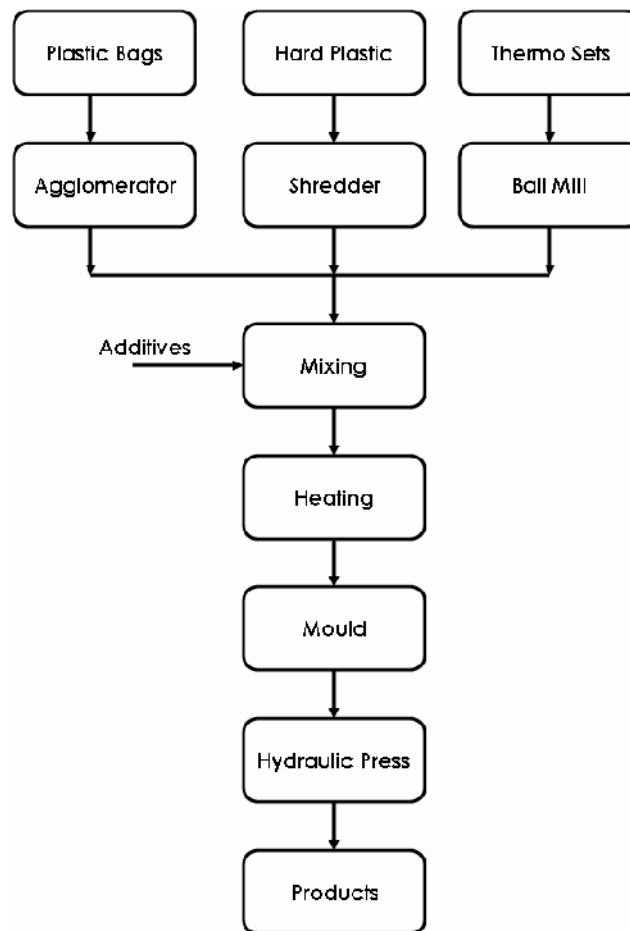 Plastic Bags
Hard Plastic
Thermo Sets
Agglomerator
Shredder
Ball Mill
Additives
Mixing
Heating
Mould
Hydraulic Press
Products